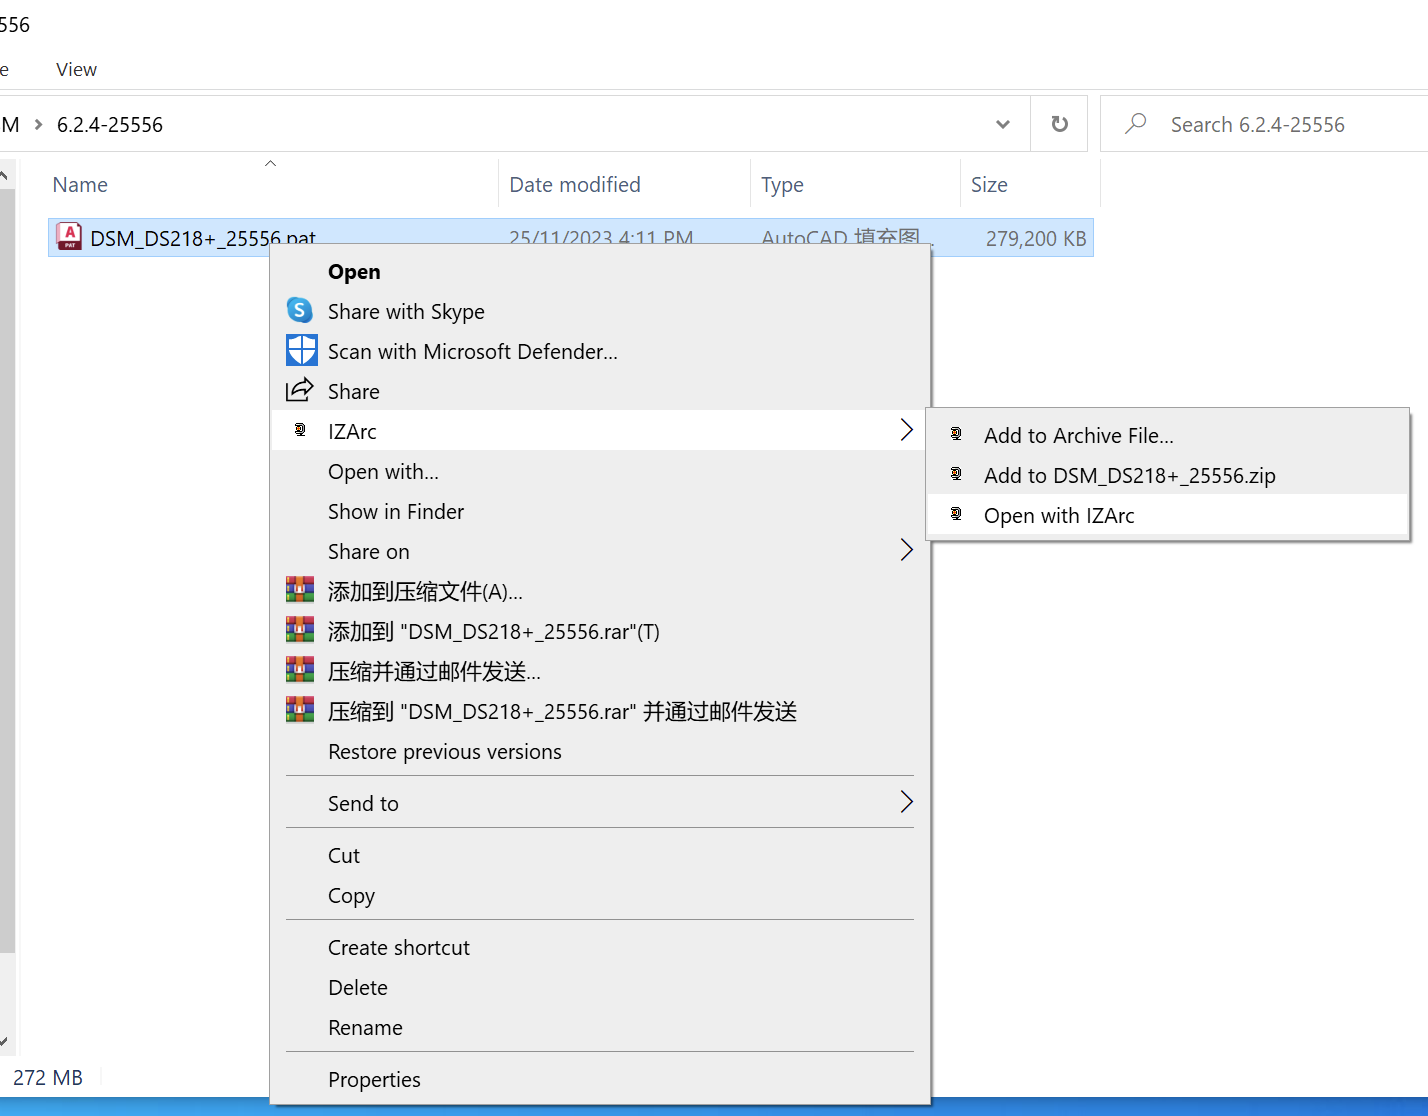 556
e View
M > 6.2.4-25556 Search 6.2.4-25556
Name Date modified Type Size
DSM_DS218+_25556.pat 25/11/2023 4:11 PM AutoCAD 填充图... 279,200 KB
Open
Share with Skype
Scan with Microsoft Defender...
Share
IZArc
Open with...
Show in Finder
Share on
添加到压缩文件(A)...
添加到 "DSM_DS218+_25556.rar"(T)
压缩并通过邮件发送...
压缩到 "DSM_DS218+_25556.rar" 并通过邮件发送
Restore previous versions
Send to
Cut
Copy
Create shortcut
Delete
Rename
Properties
Add to Archive File...
Add to DSM_DS218+_25556.zip
Open with IZArc
272 MB